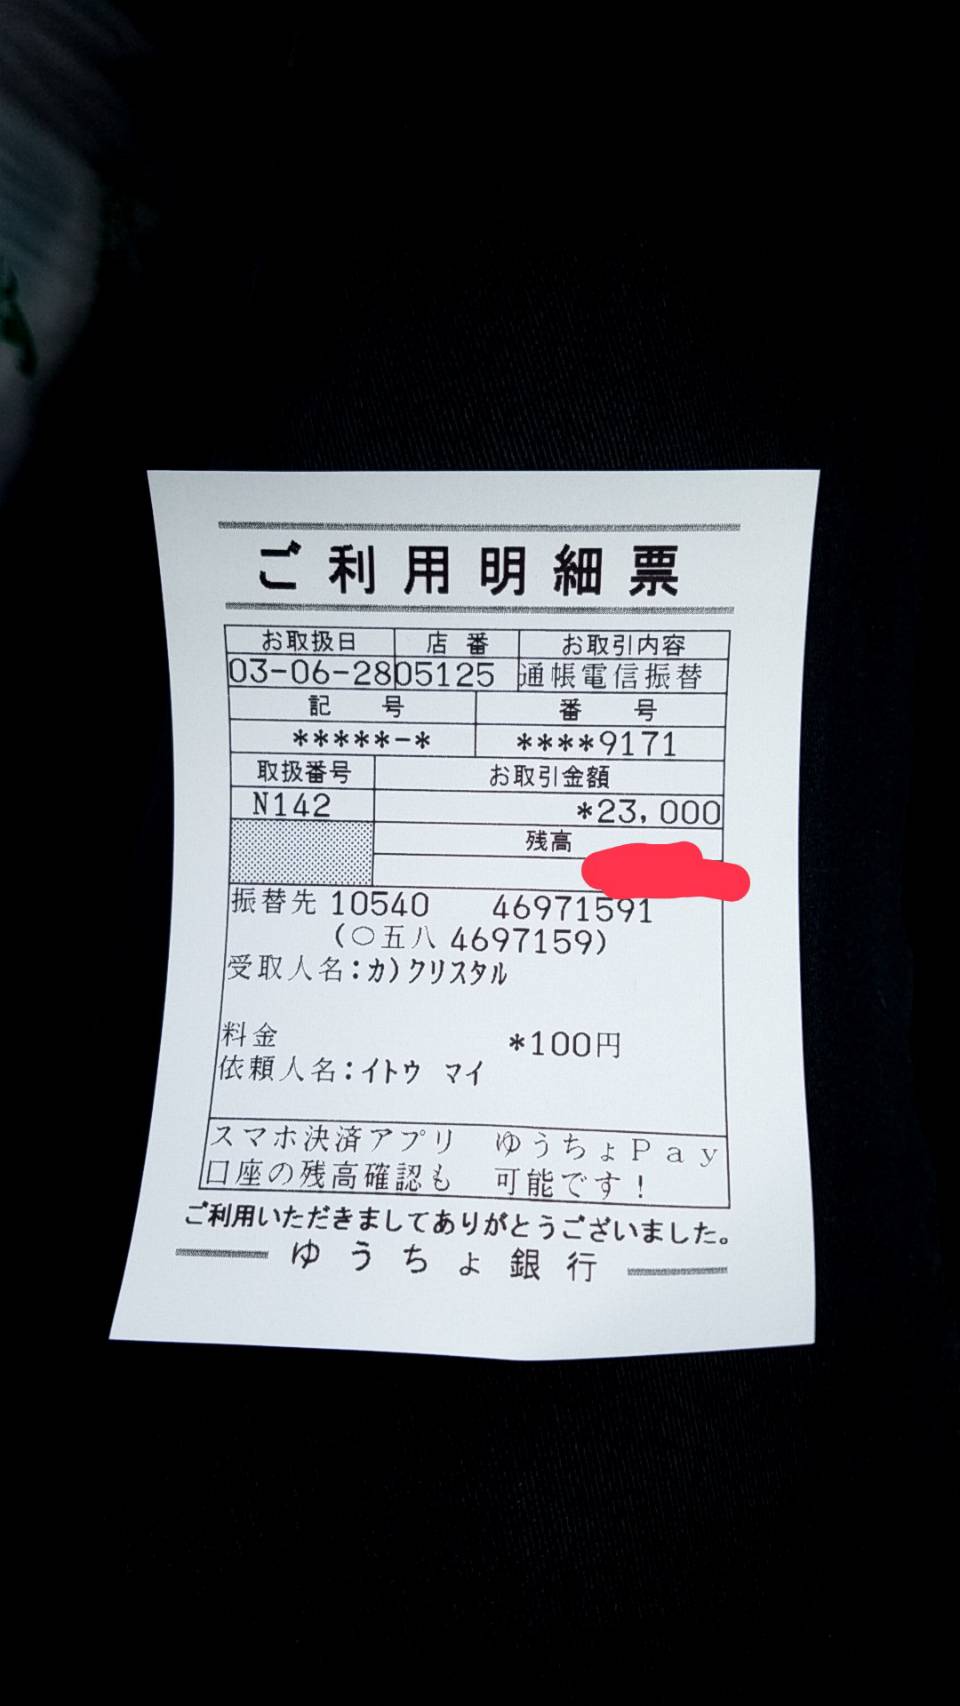 ご利用明細票
お取扱日 店番 お取引内容
03-06-28 05125 通帳電信振替
記号 番号
*****-* ****9171
取扱番号 お取引金額
N142 *23,000
残高
振替先 10540 46971591
(〇五八 4697159)
受取人名:カ)クリスタル
料金 *100円
依頼人名:イトウ マイ
スマホ決済アプリ ゆうちょPay
口座の残高確認も 可能です!
ご利用いただきましてありがとうございました。
ゆうちょ銀行